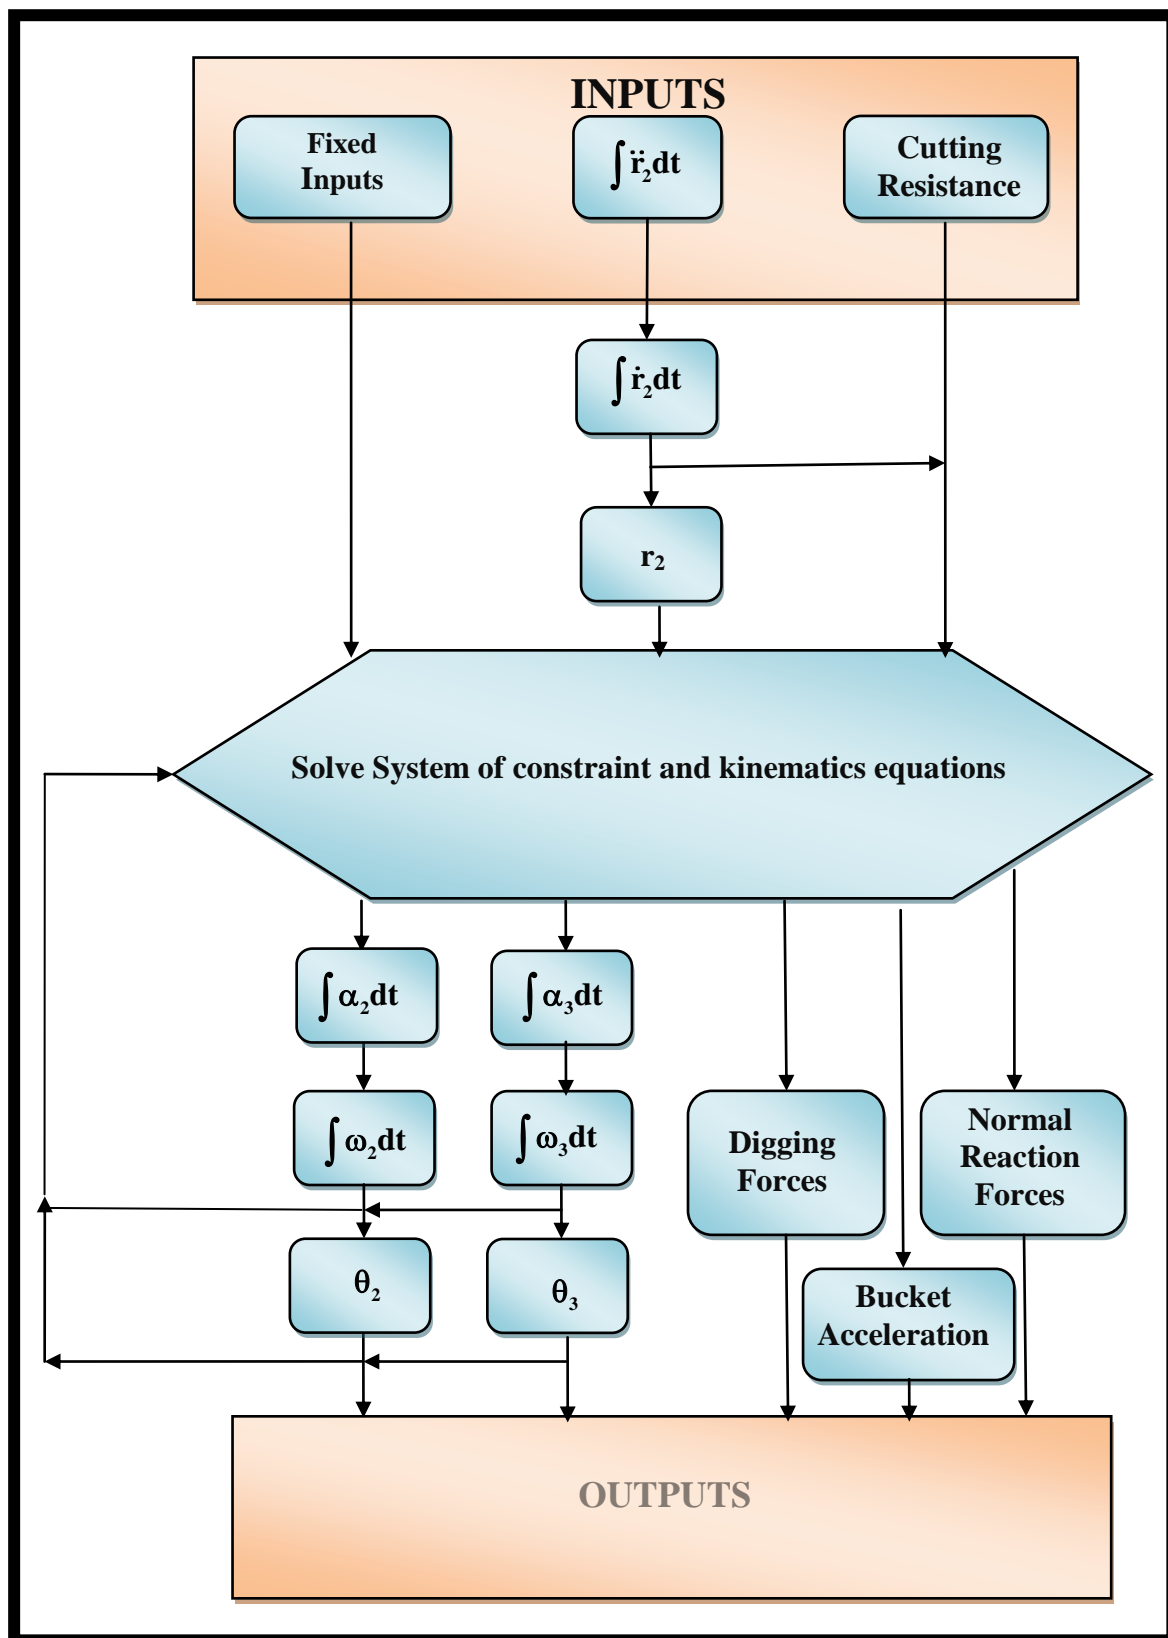 INPUTS
Fixed
Inputs
∫ r̈₂dt
Cutting
Resistance
∫ ṙ₂dt
r₂
Solve System of constraint and kinematics equations
∫ α₂dt
∫ α₃dt
∫ ω₂dt
∫ ω₃dt
Digging
Forces
Normal
Reaction
Forces
θ₂
θ₃
Bucket
Acceleration
OUTPUTS